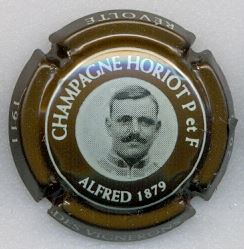 CHAMPAGNE HORIOT P et F
ALFRED 1879
RÉVOLTE
1911